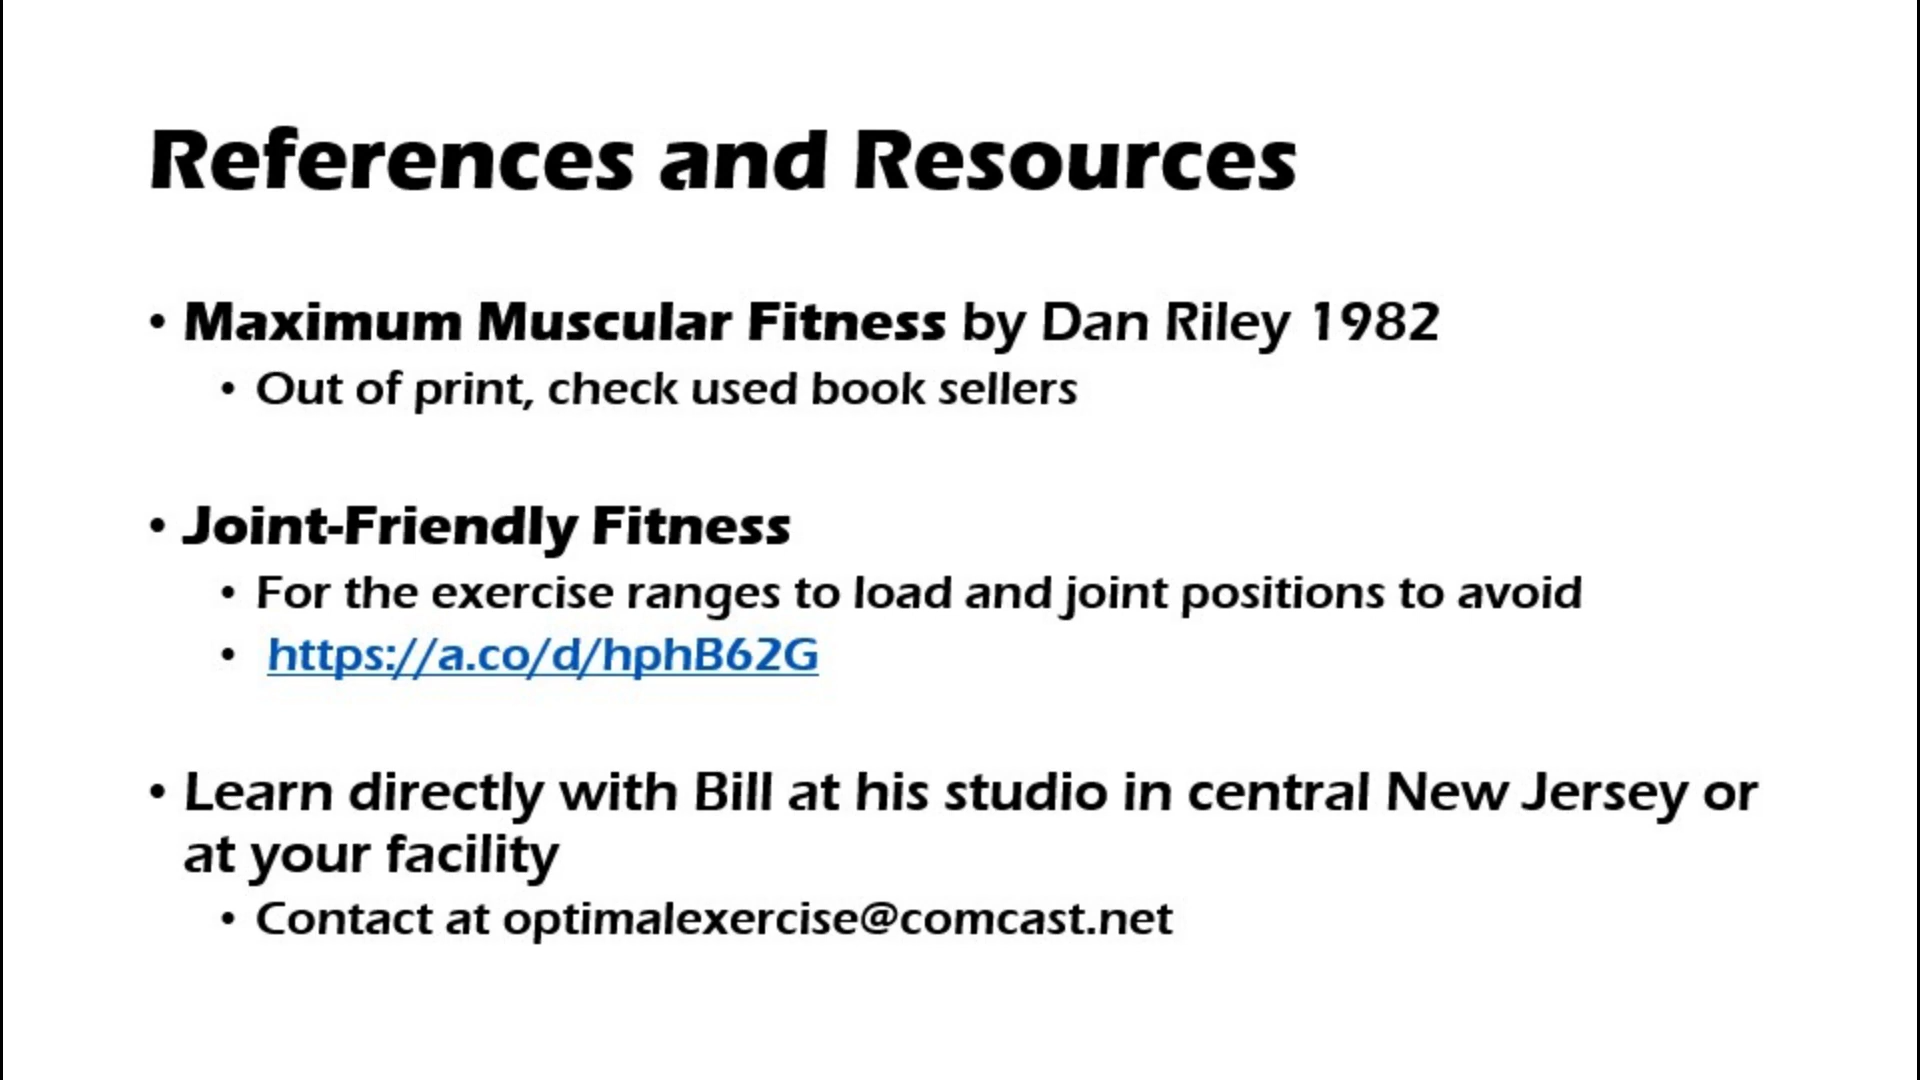 References and Resources
• Maximum Muscular Fitness by Dan Riley 1982
• Out of print, check used book sellers
• Joint-Friendly Fitness
• For the exercise ranges to load and joint positions to avoid
• https://a.co/d/hphB62G
• Learn directly with Bill at his studio in central New Jersey or
at your facility
• Contact at optimalexercise@comcast.net